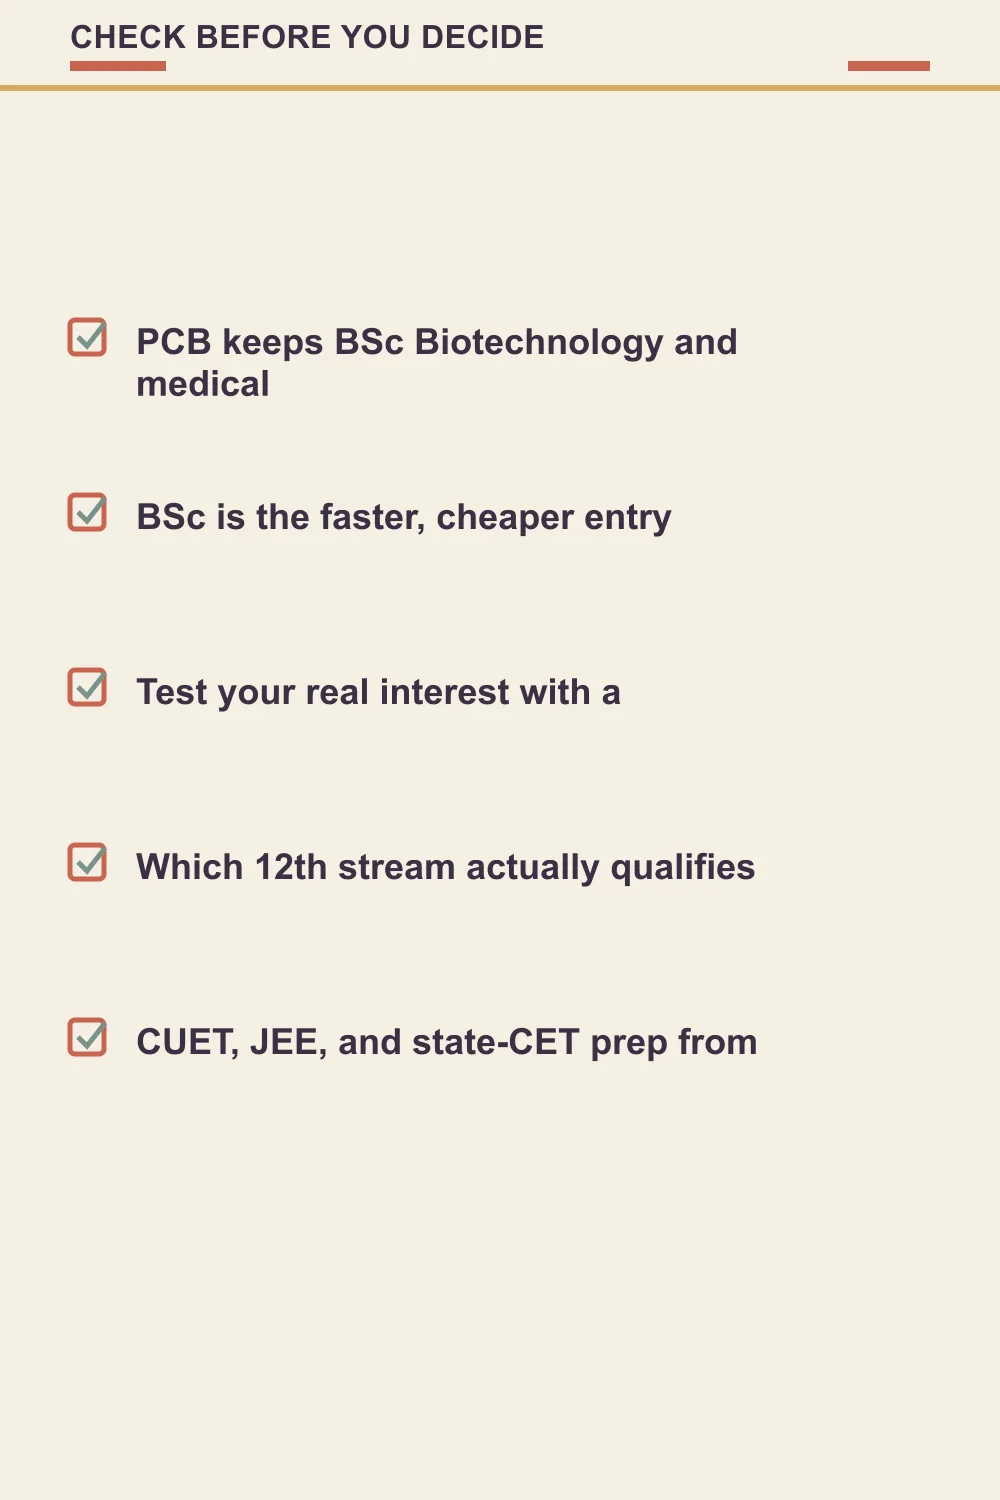 CHECK BEFORE YOU DECIDE
PCB keeps BSc Biotechnology and
medical
BSc is the faster, cheaper entry
Test your real interest with a
Which 12th stream actually qualifies
CUET, JEE, and state-CET prep from